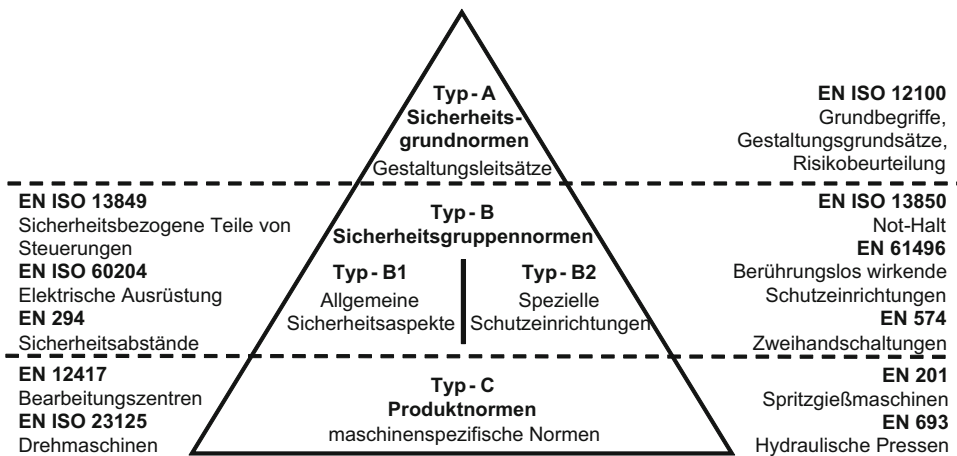 Typ - A
Sicherheits-
grundnormen
Gestaltungsleitsätze
EN ISO 12100
Grundbegriffe,
Gestaltungsgrundsätze,
Risikobeurteilung
EN ISO 13849
Sicherheitsbezogene Teile von
Steuerungen
EN ISO 60204
Elektrische Ausrüstung
EN 294
Sicherheitsabstände
Typ - B
Sicherheitsgruppennormen
Typ - B1
Allgemeine
Sicherheitsaspekte
Typ - B2
Spezielle
Schutzeinrichtungen
EN ISO 13850
Not-Halt
EN 61496
Berührungslos wirkende
Schutzeinrichtungen
EN 574
Zweihandschaltungen
EN 12417
Bearbeitungszentren
EN ISO 23125
Drehmaschinen
Typ - C
Produktnormen
maschinenspezifische Normen
EN 201
Spritzgießmaschinen
EN 693
Hydraulische Pressen